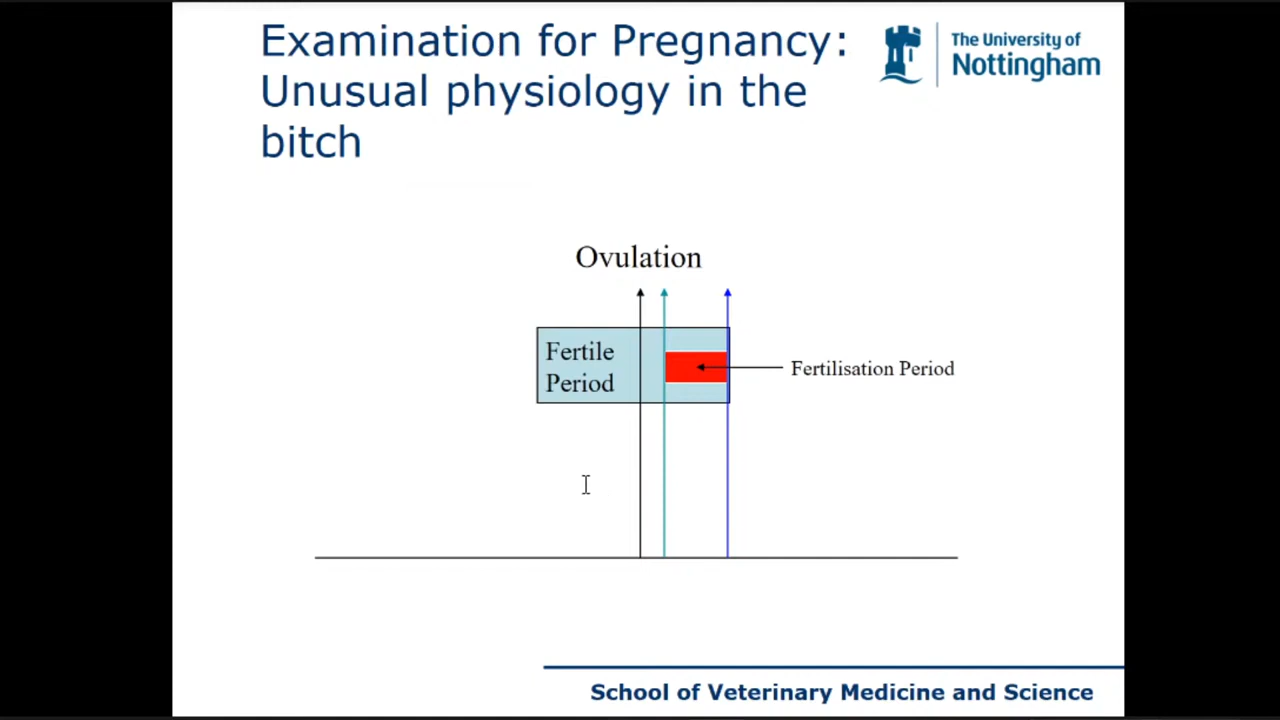 Examination for Pregnancy:
Unusual physiology in the
bitch
The University of
Nottingham
Ovulation
Fertile
Period
Fertilisation Period
School of Veterinary Medicine and Science